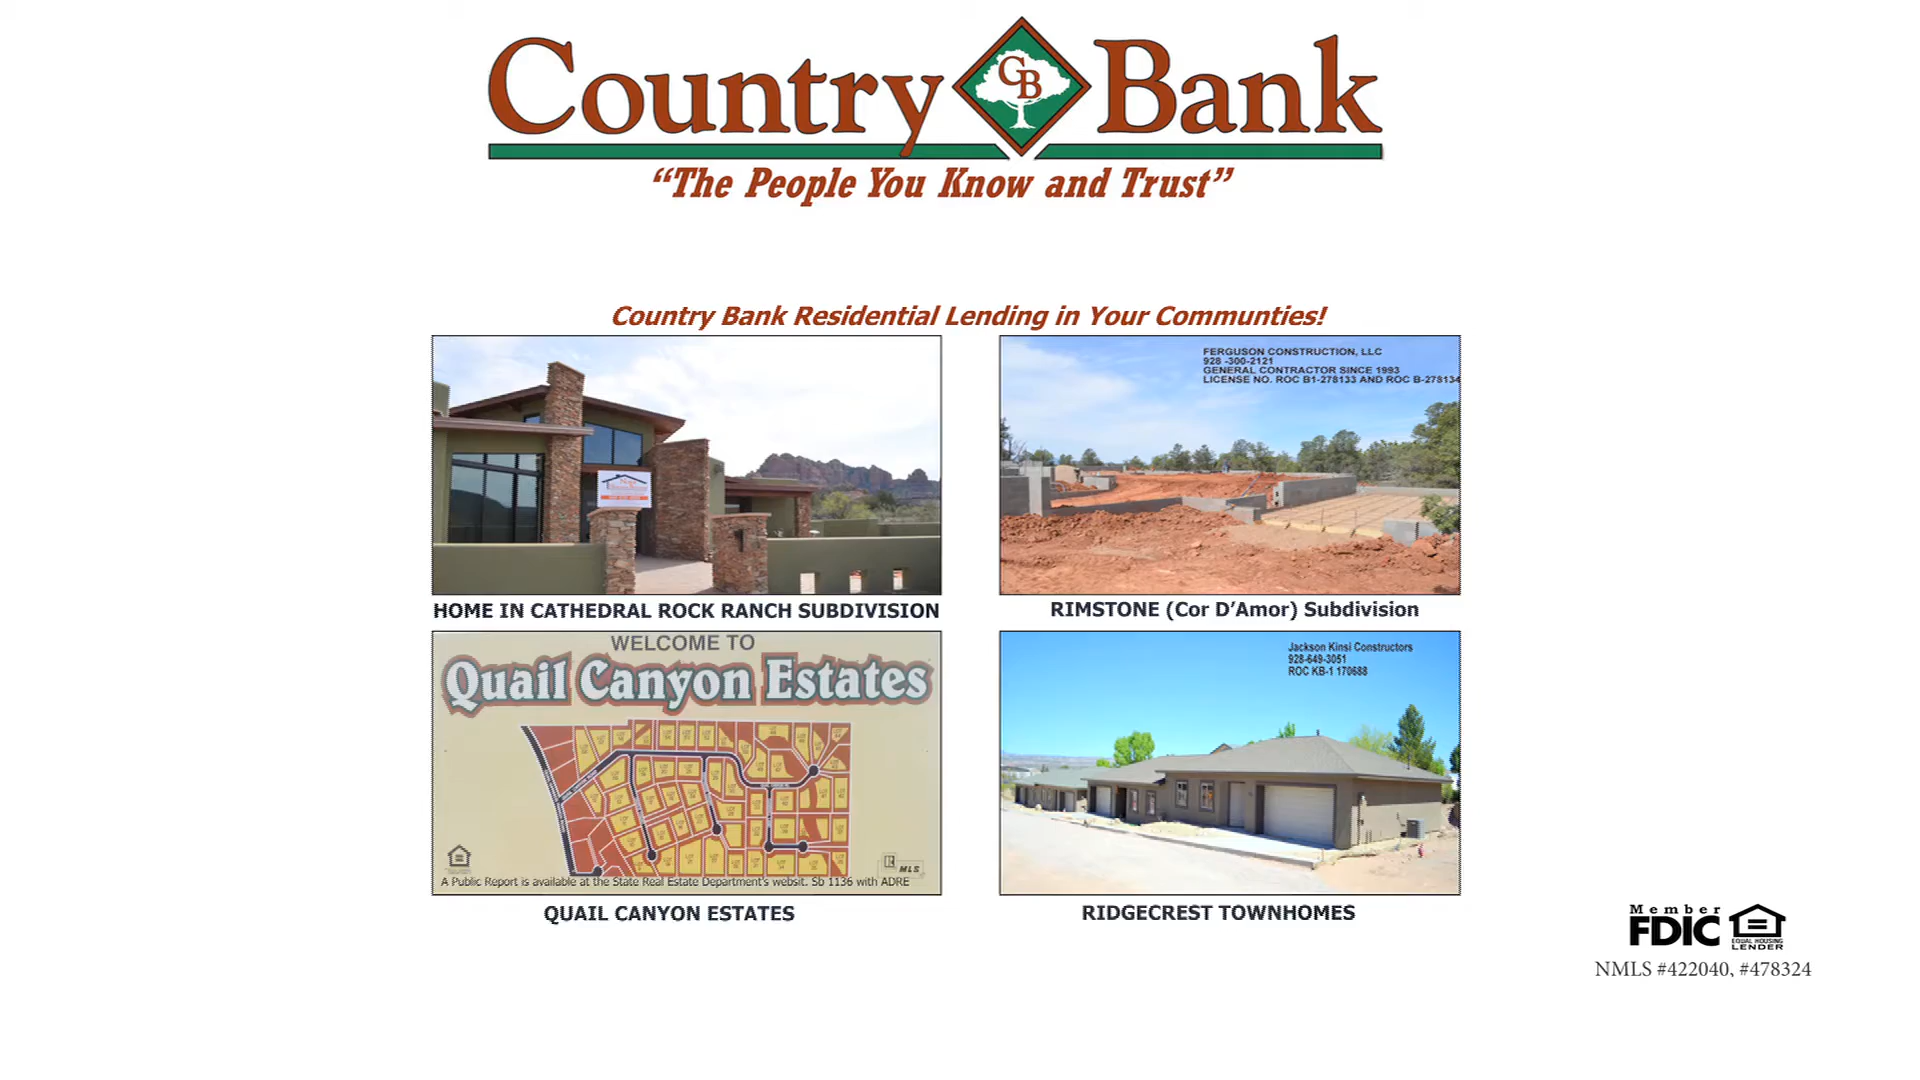 Country CB Bank
“The People You Know and Trust”
Country Bank Residential Lending in Your Communties!
FERGUSON CONSTRUCTION, LLC
928 -300-2121
GENERAL CONTRACTOR SINCE 1993
LICENSE NO. ROC B1-278133 AND ROC B-278134
HOME IN CATHEDRAL ROCK RANCH SUBDIVISION
RIMSTONE (Cor D’Amor) Subdivision
WELCOME TO
Quail Canyon Estates
MLS
A Public Report is available at the State Real Estate Department's websit. Sb 1136 with ADRE
Jackson Kinsi Constructors
928-649-3051
ROC KB-1 170688
QUAIL CANYON ESTATES
RIDGECREST TOWNHOMES
Member
FDIC
EQUAL HOUSING
LENDER
NMLS #422040, #478324